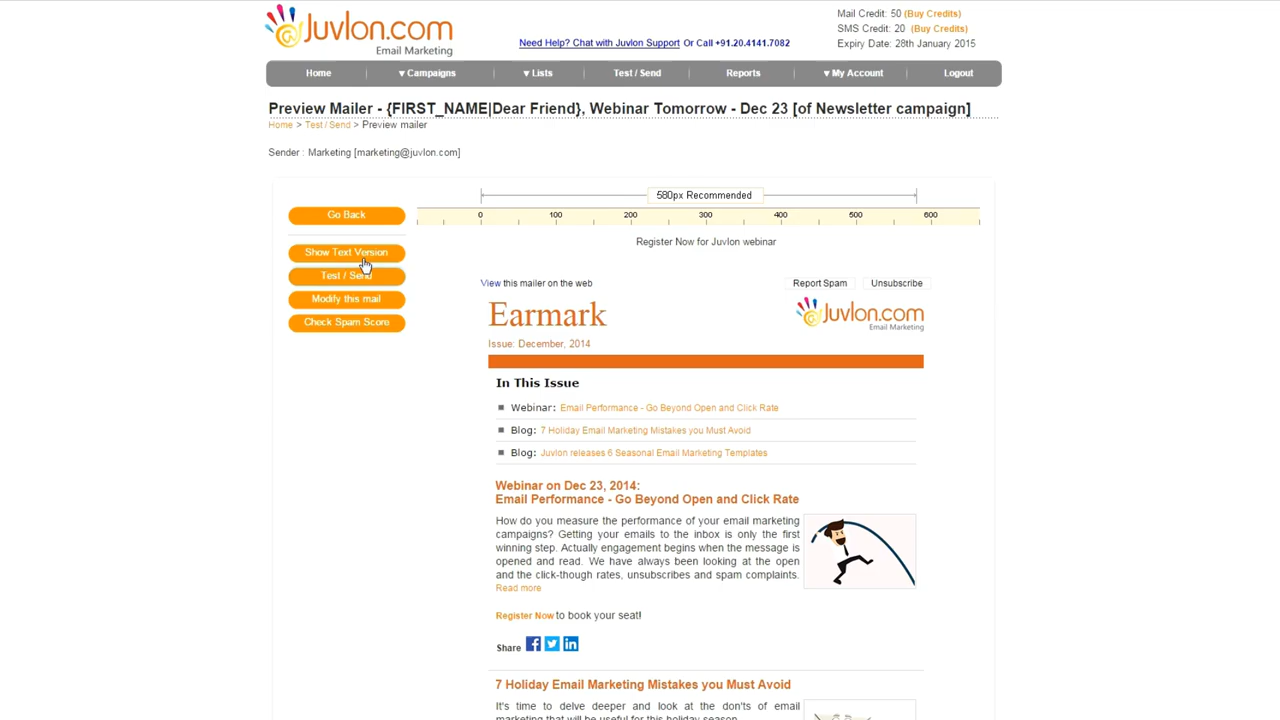 Juvlon.com
Email Marketing
Need Help? Chat with Juvlon Support Or Call +91.20.4141.7082
Mail Credit: 50 (Buy Credits)
SMS Credit: 20 (Buy Credits)
Expiry Date: 28th January 2015
Home ▼ Campaigns ▼ Lists Test / Send Reports ▼ My Account Logout
Preview Mailer - {FIRST_NAME|Dear Friend}, Webinar Tomorrow - Dec 23 [of Newsletter campaign]
Home > Test / Send > Preview mailer
Sender : Marketing [marketing@juvlon.com]
Go Back
Show Text Version
Test / Send
Modify this mail
Check Spam Score
580px Recommended
0 100 200 300 400 500 600
Register Now for Juvlon webinar
View this mailer on the web
Report Spam Unsubscribe
Earmark
Juvlon.com
Email Marketing
Issue: December, 2014
In This Issue
Webinar: Email Performance - Go Beyond Open and Click Rate
Blog: 7 Holiday Email Marketing Mistakes you Must Avoid
Blog: Juvlon releases 6 Seasonal Email Marketing Templates
Webinar on Dec 23, 2014:
Email Performance - Go Beyond Open and Click Rate
How do you measure the performance of your email marketing
campaigns? Getting your emails to the inbox is only the first
winning step. Actually engagement begins when the message is
opened and read. We have always been looking at the open
and the click-though rates, unsubscribes and spam complaints.
Read more
Register Now to book your seat!
Share
7 Holiday Email Marketing Mistakes you Must Avoid
It's time to delve deeper and look at the don'ts of email
marketing that will be useful for this holiday season.